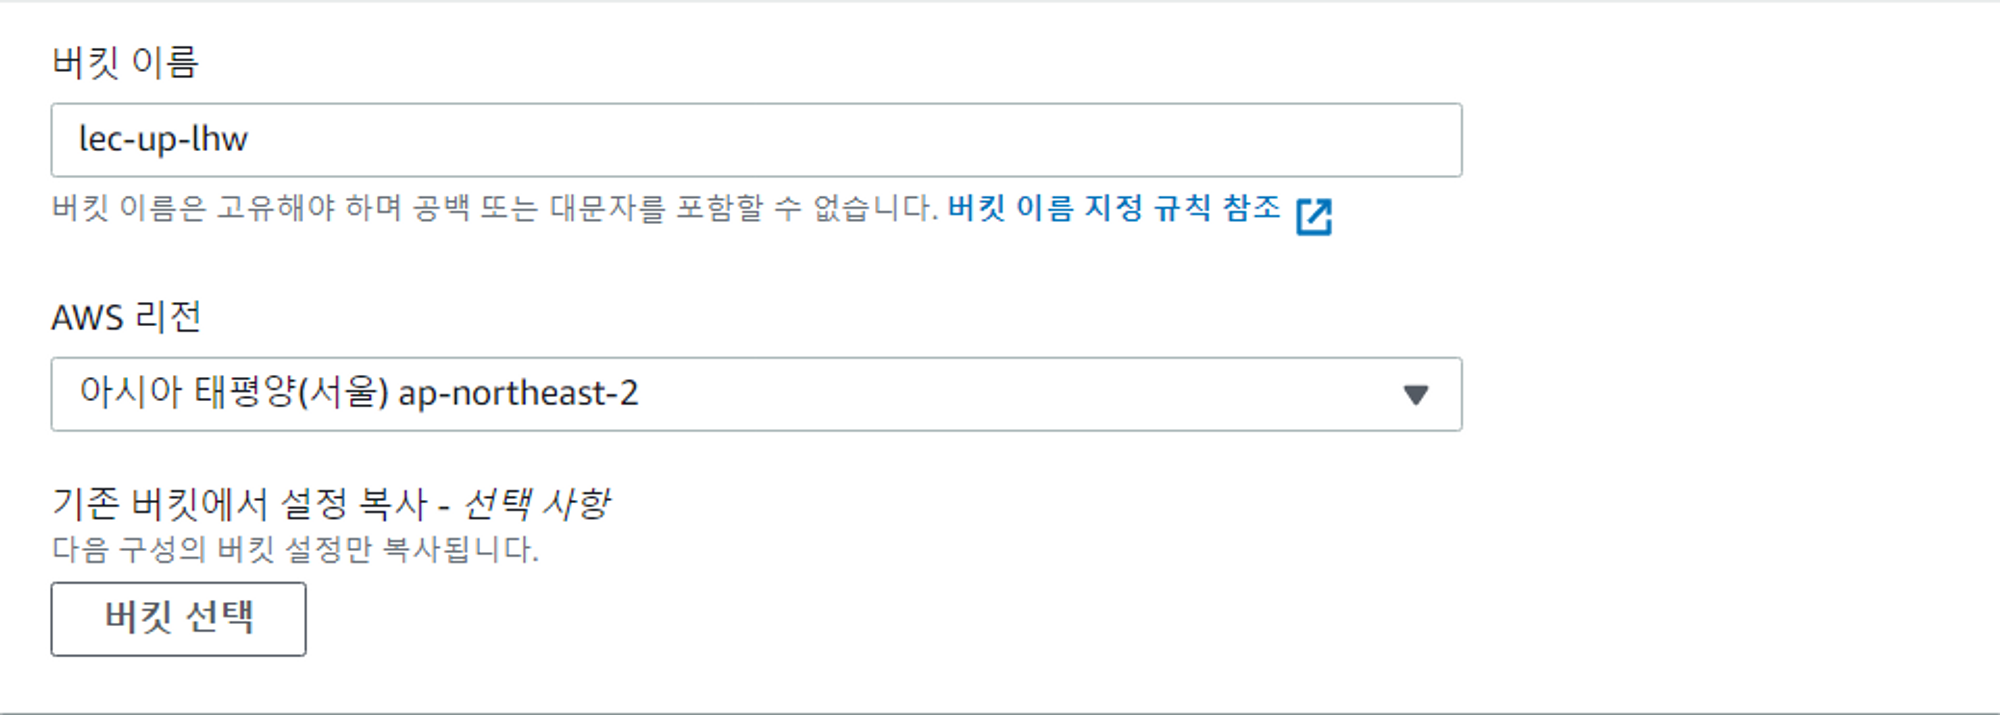 버킷 이름
lec-up-lhw
버킷 이름은 고유해야 하며 공백 또는 대문자를 포함할 수 없습니다. 버킷 이름 지정 규칙 참조
AWS 리전
아시아 태평양(서울) ap-northeast-2
기존 버킷에서 설정 복사 - 선택 사항
다음 구성의 버킷 설정만 복사됩니다.
버킷 선택